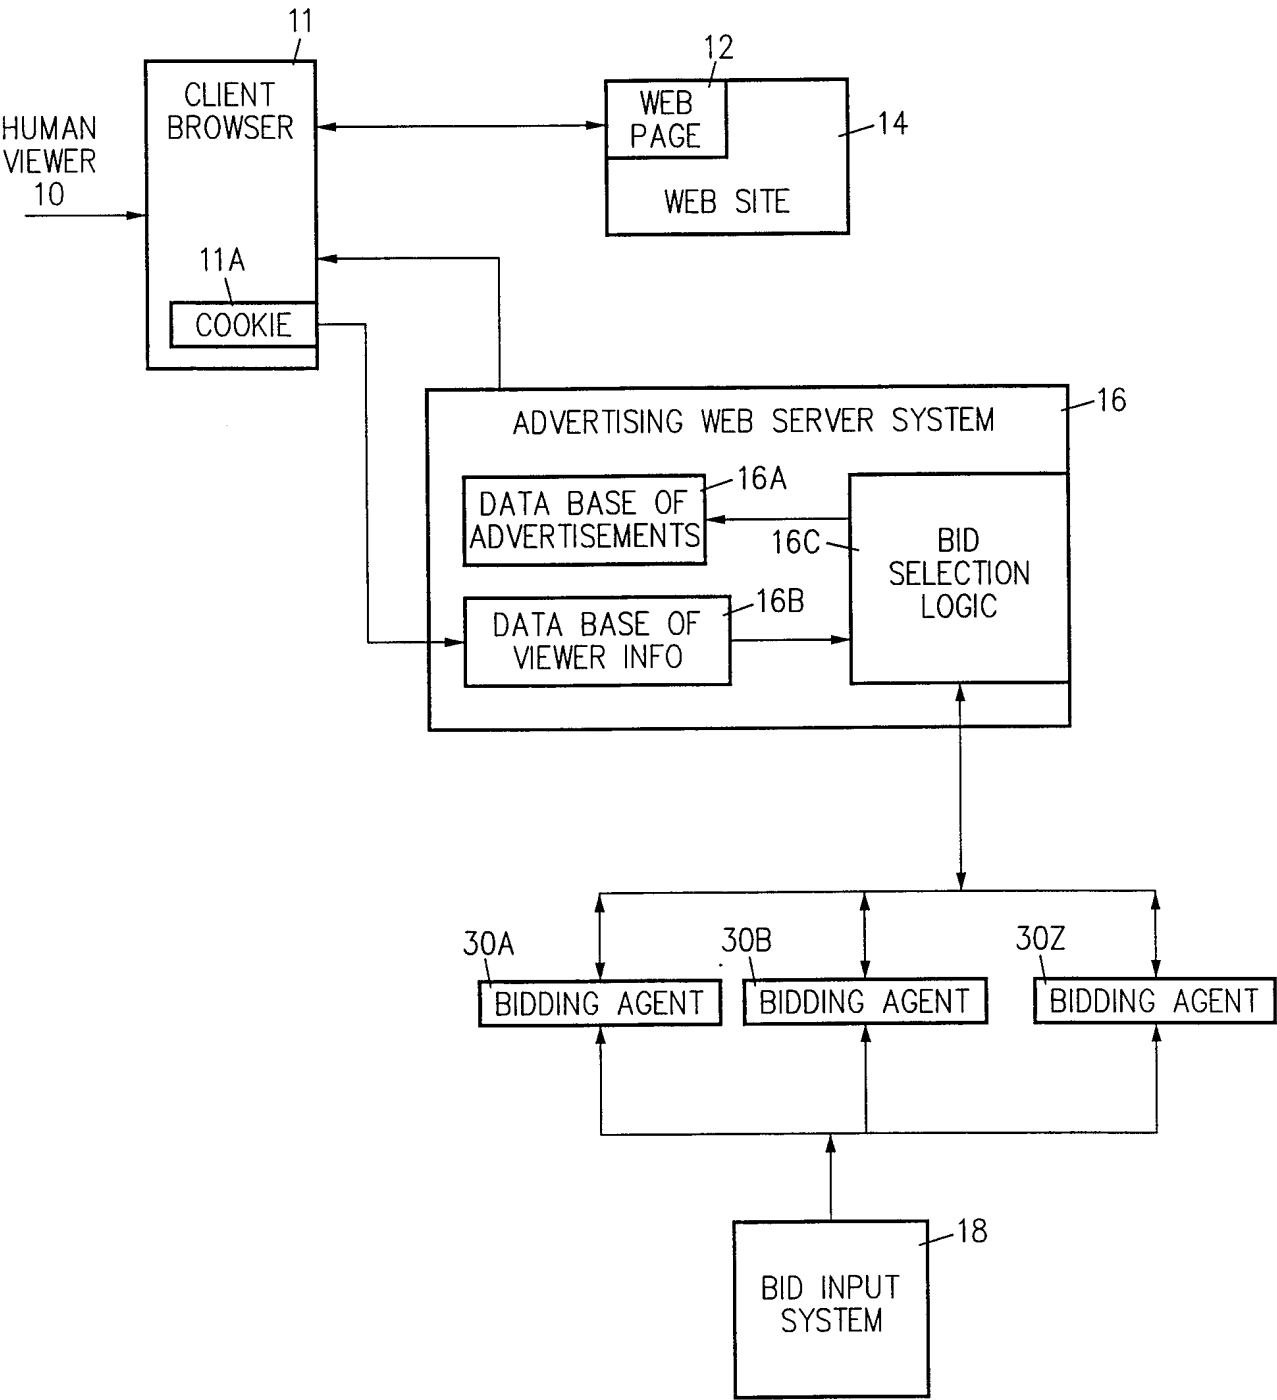 11
CLIENT
BROWSER
HUMAN
VIEWER
10
11A
COOKIE
12
WEB
PAGE
14
WEB SITE
16
ADVERTISING WEB SERVER SYSTEM
16A
DATA BASE OF
ADVERTISEMENTS
16C
BID
SELECTION
LOGIC
16B
DATA BASE OF
VIEWER INFO
30A
BIDDING AGENT
30B
BIDDING AGENT
30Z
BIDDING AGENT
18
BID INPUT
SYSTEM